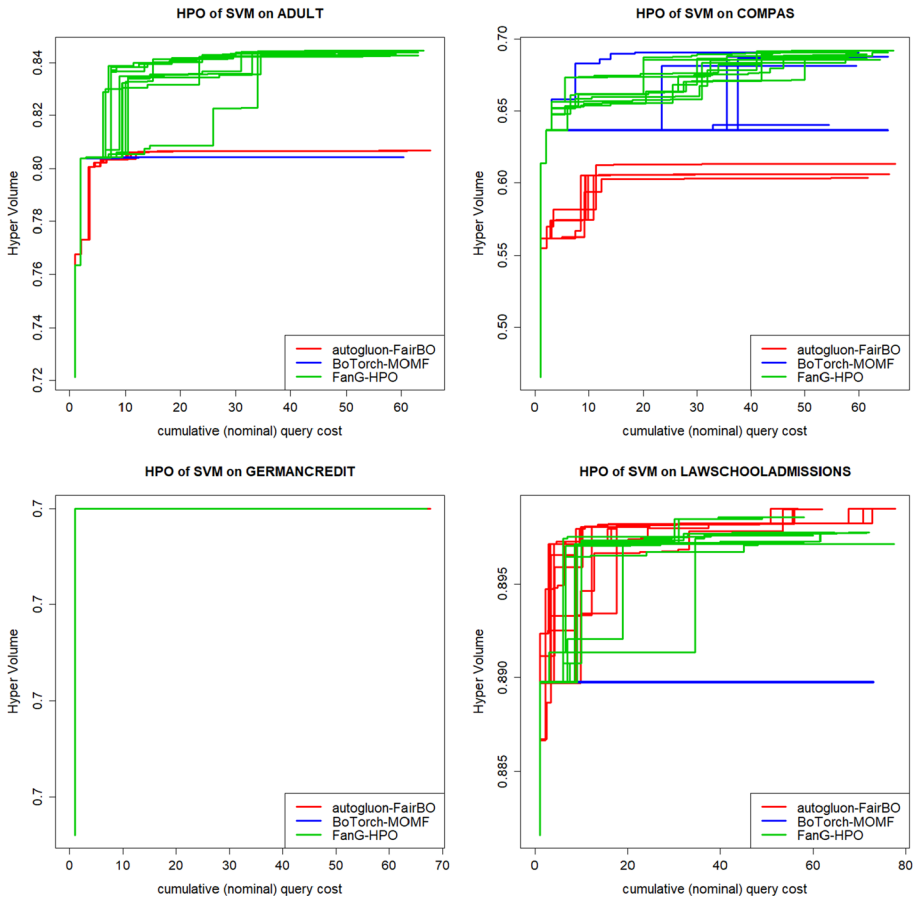 HPO of SVM on ADULT
Hyper Volume
0.84
0.82
0.80
0.78
0.76
0.74
0.72
autogluon-FairBO
BoTorch-MOMF
FanG-HPO
0 10 20 30 40 50 60
cumulative (nominal) query cost
HPO of SVM on COMPAS
Hyper Volume
0.70
0.65
0.60
0.55
0.50
autogluon-FairBO
BoTorch-MOMF
FanG-HPO
0 10 20 30 40 50 60
cumulative (nominal) query cost
HPO of SVM on GERMANCREDIT
Hyper Volume
0.7
0.7
0.7
0.7
autogluon-FairBO
BoTorch-MOMF
FanG-HPO
0 10 20 30 40 50 60 70
cumulative (nominal) query cost
HPO of SVM on LAWSCHOOLADMISSIONS
Hyper Volume
0.895
0.890
0.885
autogluon-FairBO
BoTorch-MOMF
FanG-HPO
0 20 40 60 80
cumulative (nominal) query cost